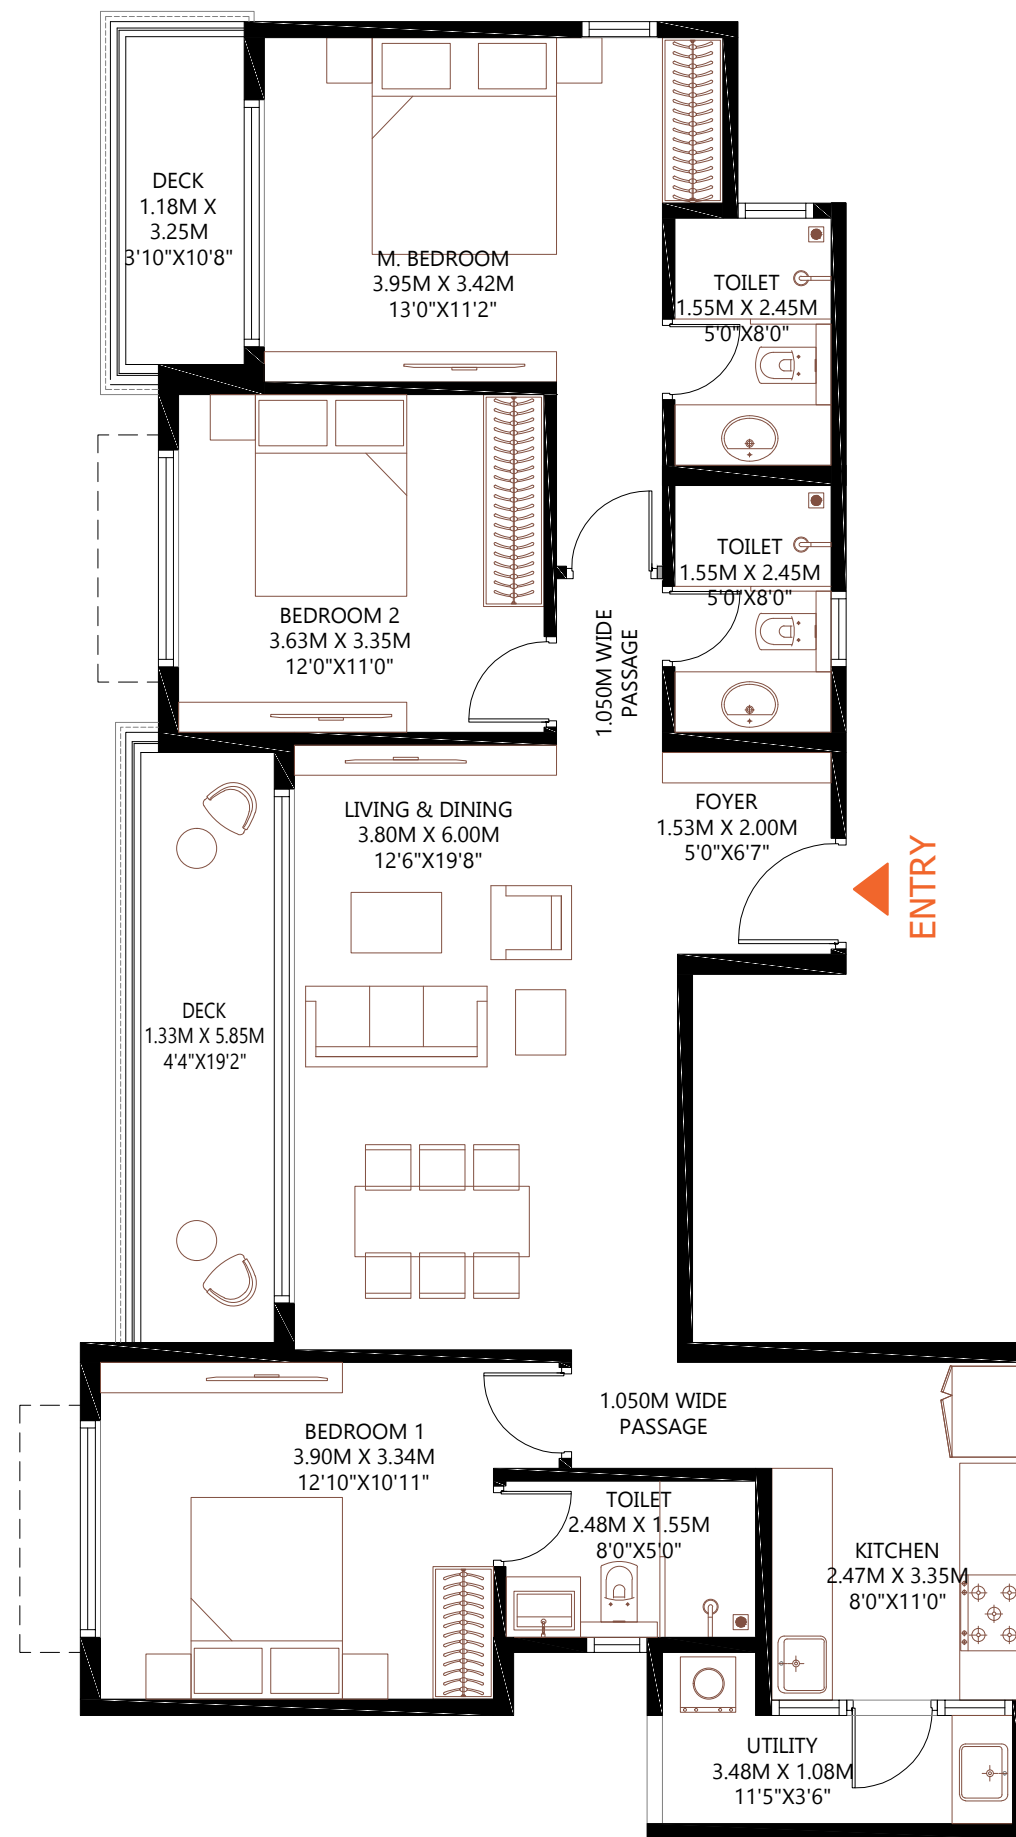 DECK
1.18M X
3.25M
3'10"X10'8"
M. BEDROOM
3.95M X 3.42M
13'0"X11'2"
TOILET
1.55M X 2.45M
5'0"X8'0"
TOILET
1.55M X 2.45M
5'0"X8'0"
BEDROOM 2
3.63M X 3.35M
12'0"X11'0"
1.050M WIDE
PASSAGE
LIVING & DINING
3.80M X 6.00M
12'6"X19'8"
FOYER
1.53M X 2.00M
5'0"X6'7"
ENTRY
DECK
1.33M X 5.85M
4'4"X19'2"
1.050M WIDE
PASSAGE
BEDROOM 1
3.90M X 3.34M
12'10"X10'11"
TOILET
2.48M X 1.55M
8'0"X5'0"
KITCHEN
2.47M X 3.35M
8'0"X11'0"
UTILITY
3.48M X 1.08M
11'5"X3'6"